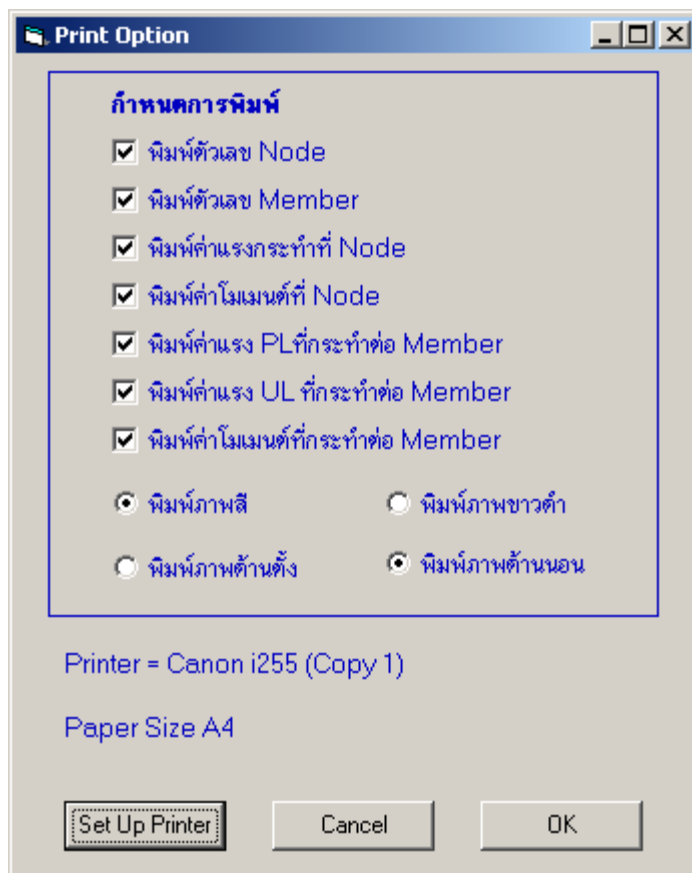 Print Option
กำหนดการพิมพ์
พิมพ์ตัวเลข Node
พิมพ์ตัวเลข Member
พิมพ์ค่าแรงกระทำที่ Node
พิมพ์ค่าโมเมนต์ที่ Node
พิมพ์ค่าแรง PLที่กระทำต่อ Member
พิมพ์ค่าแรง UL ที่กระทำต่อ Member
พิมพ์ค่าโมเมนต์ที่กระทำต่อ Member
พิมพ์ภาพสี พิมพ์ภาพขาวดำ
พิมพ์ภาพด้านตั้ง พิมพ์ภาพด้านนอน
Printer = Canon i255 (Copy 1)
Paper Size A4
Set Up Printer Cancel OK